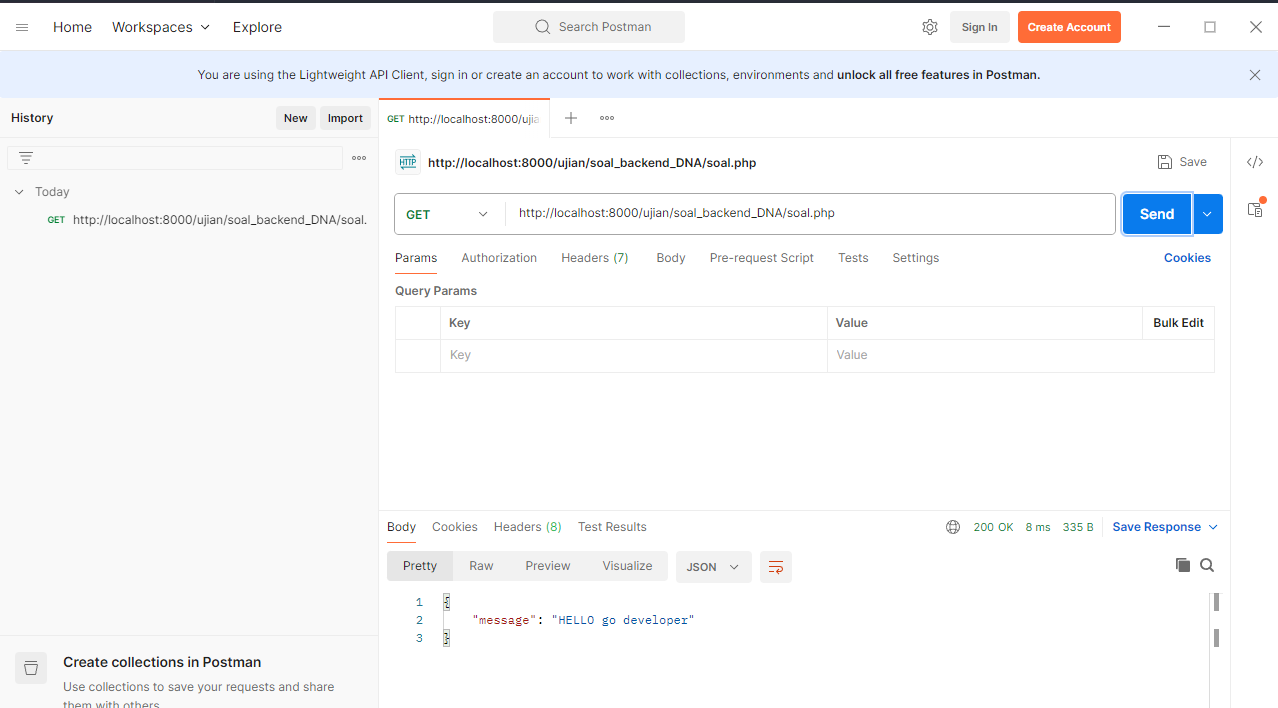 Home Workspaces Explore Search Postman Sign In Create Account
You are using the Lightweight API Client, sign in or create an account to work with collections, environments and unlock all free features in Postman.
History New Import
GET http://localhost:8000/ujia
HTTP http://localhost:8000/ujian/soal_backend_DNA/soal.php Save
Today
GET http://localhost:8000/ujian/soal_backend_DNA/soal.
GET http://localhost:8000/ujian/soal_backend_DNA/soal.php Send
Params Authorization Headers (7) Body Pre-request Script Tests Settings Cookies
Query Params
Key Value Bulk Edit
Key Value
Body Cookies Headers (8) Test Results 200 OK 8 ms 335 B Save Response
Pretty Raw Preview Visualize JSON
1 {
2 "message": "HELLO go developer"
3 }
Create collections in Postman
Use collections to save your requests and share
them with others.